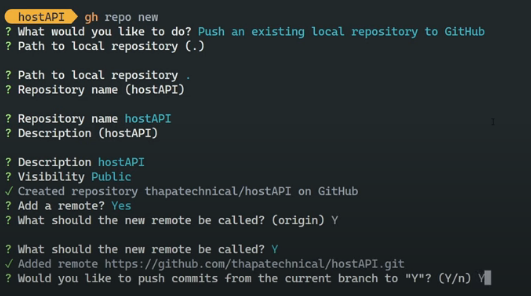 hostAPI gh repo new
? What would you like to do? Push an existing local repository to GitHub
? Path to local repository (.)
? Path to local repository .
? Repository name (hostAPI)
? Repository name hostAPI
? Description (hostAPI)
? Description hostAPI
? Visibility Public
✓ Created repository thapatechnical/hostAPI on GitHub
? Add a remote? Yes
? What should the new remote be called? (origin) Y
? What should the new remote be called? Y
✓ Added remote https://github.com/thapatechnical/hostAPI.git
? Would you like to push commits from the current branch to "Y"? (Y/n) Y